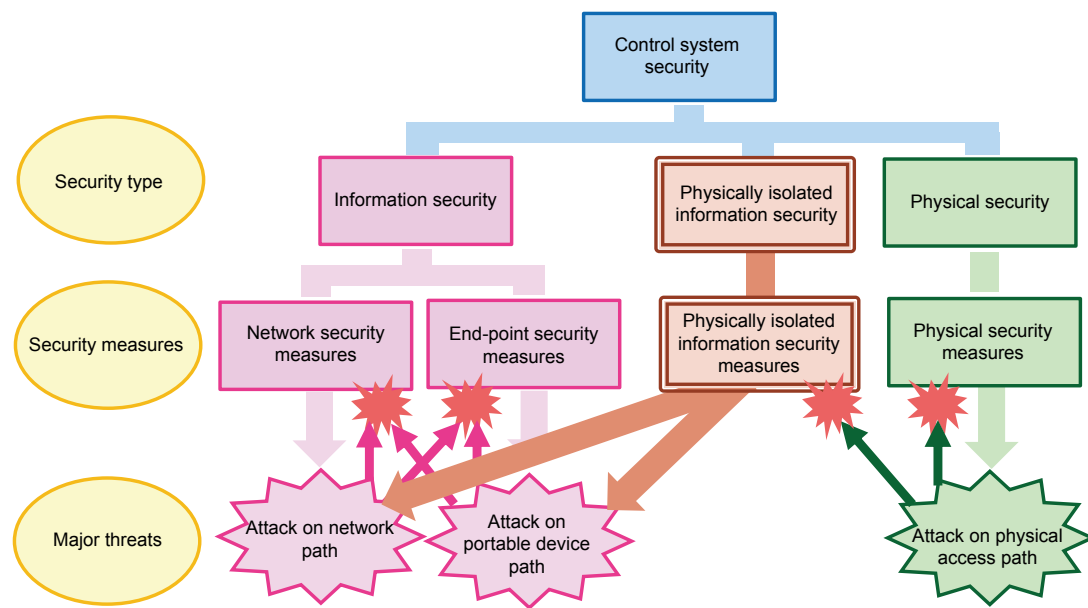 Control system
security
Security type
Information security
Physically isolated
information security
Physical security
Security measures
Network security
measures
End-point security
measures
Physically isolated
information security
measures
Physical security
measures
Major threats
Attack on network
path
Attack on
portable device
path
Attack on physical
access path